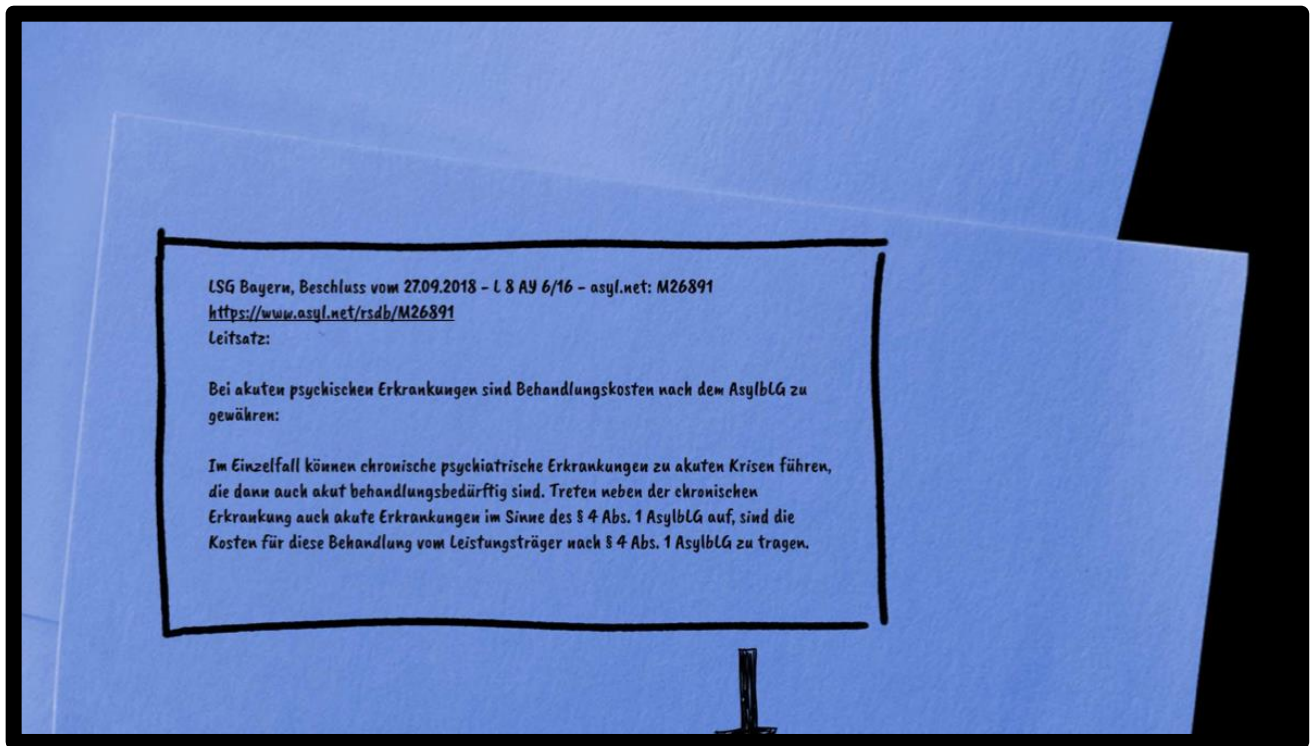 LSG Bayern, Beschluss vom 27.09.2018 – L 8 AY 6/16 – asyl.net: M26891
https://www.asyl.net/rsdb/M26891
Leitsatz:
Bei akuten psychischen Erkrankungen sind Behandlungskosten nach dem AsylbLG zu
gewähren:
Im Einzelfall können chronische psychiatrische Erkrankungen zu akuten Krisen führen,
die dann auch akut behandlungsbedürftig sind. Treten neben der chronischen
Erkrankung auch akute Erkrankungen im Sinne des § 4 Abs. 1 AsylbLG auf, sind die
Kosten für diese Behandlung vom Leistungsträger nach § 4 Abs. 1 AsylbLG zu tragen.